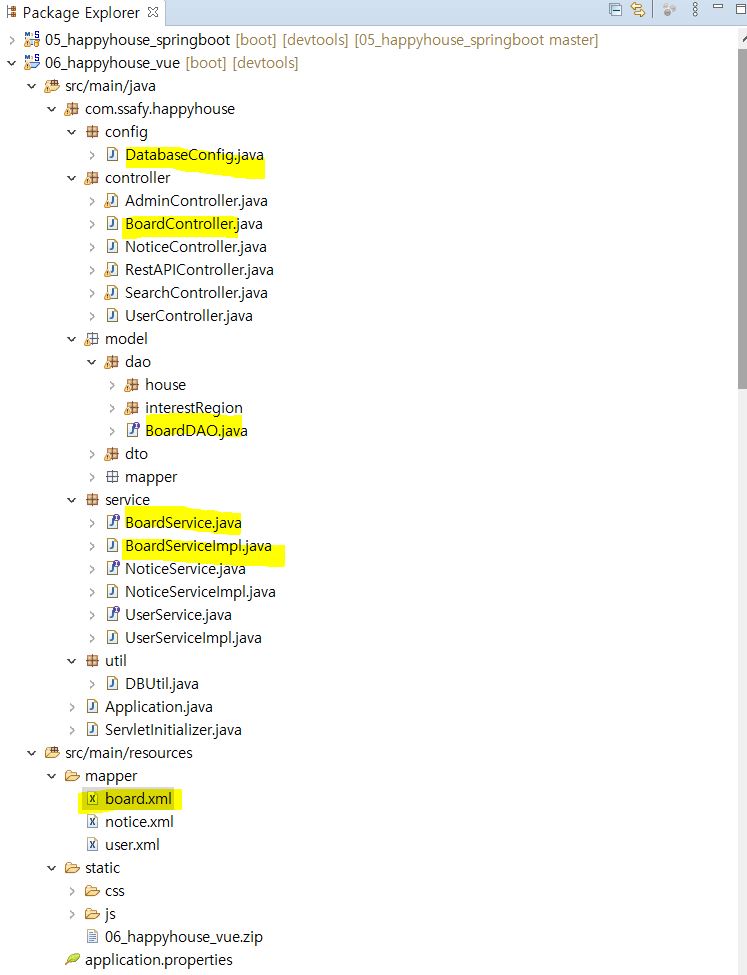 Package Explorer
05_happyhouse_springboot [boot] [devtools] [05_happyhouse_springboot master]
06_happyhouse_vue [boot] [devtools]
src/main/java
com.ssafy.happyhouse
config
DatabaseConfig.java
controller
AdminController.java
BoardController.java
NoticeController.java
RestAPIController.java
SearchController.java
UserController.java
model
dao
house
interestRegion
BoardDAO.java
dto
mapper
service
BoardService.java
BoardServiceImpl.java
NoticeService.java
NoticeServiceImpl.java
UserService.java
UserServiceImpl.java
util
DBUtil.java
Application.java
ServletInitializer.java
src/main/resources
mapper
board.xml
notice.xml
user.xml
static
css
js
06_happyhouse_vue.zip
application.properties